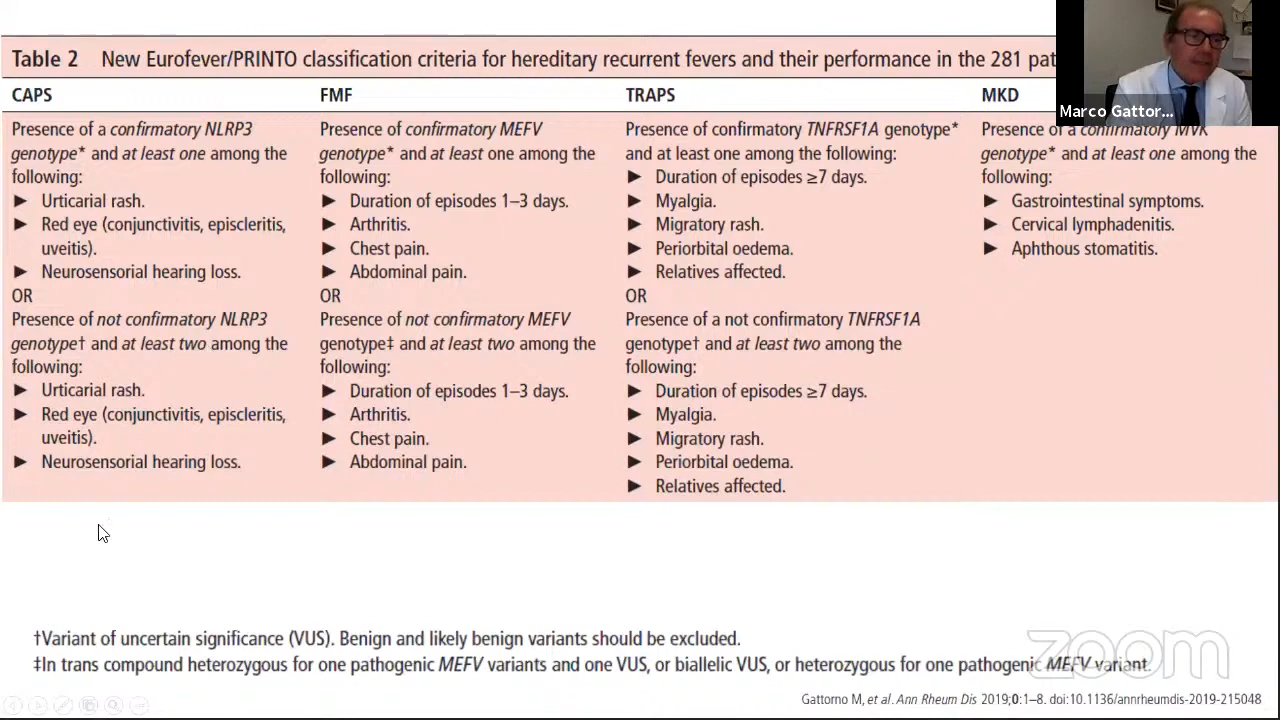 Table 2 New Eurofever/PRINTO classification criteria for hereditary recurrent fevers and their performance in the 281
Marco Gattor...
CAPS
Presence of a confirmatory NLRP3
genotype* and at least one among the
following:
► Urticarial rash.
► Red eye (conjunctivitis, episcleritis,
uveitis).
► Neurosensorial hearing loss.
OR
Presence of not confirmatory NLRP3
genotype† and at least two among the
following:
► Urticarial rash.
► Red eye (conjunctivitis, episcleritis,
uveitis).
► Neurosensorial hearing loss.
FMF
Presence of confirmatory MEFV
genotype* and at least one among the
following:
► Duration of episodes 1–3 days.
► Arthritis.
► Chest pain.
► Abdominal pain.
OR
Presence of not confirmatory MEFV
genotype‡ and at least two among the
following:
► Duration of episodes 1–3 days.
► Arthritis.
► Chest pain.
► Abdominal pain.
TRAPS
Presence of confirmatory TNFRSF1A genotype*
and at least one among the following:
► Duration of episodes ≥7 days.
► Myalgia.
► Migratory rash.
► Periorbital oedema.
► Relatives affected.
OR
Presence of a not confirmatory TNFRSF1A
genotype† and at least two among the
following:
► Duration of episodes ≥7 days.
► Myalgia.
► Migratory rash.
► Periorbital oedema.
► Relatives affected.
MKD
Presence of a confirmatory MVK
genotype* and at least one among the
following:
► Gastrointestinal symptoms.
► Cervical lymphadenitis.
► Aphthous stomatitis.
†Variant of uncertain significance (VUS). Benign and likely benign variants should be excluded.
‡In trans compound heterozygous for one pathogenic MEFV variants and one VUS, or biallelic VUS, or heterozygous for one pathogenic MEFV variant.
zoom
Gattorno M, et al. Ann Rheum Dis 2019;0:1–8. doi:10.1136/annrheumdis-2019-215048